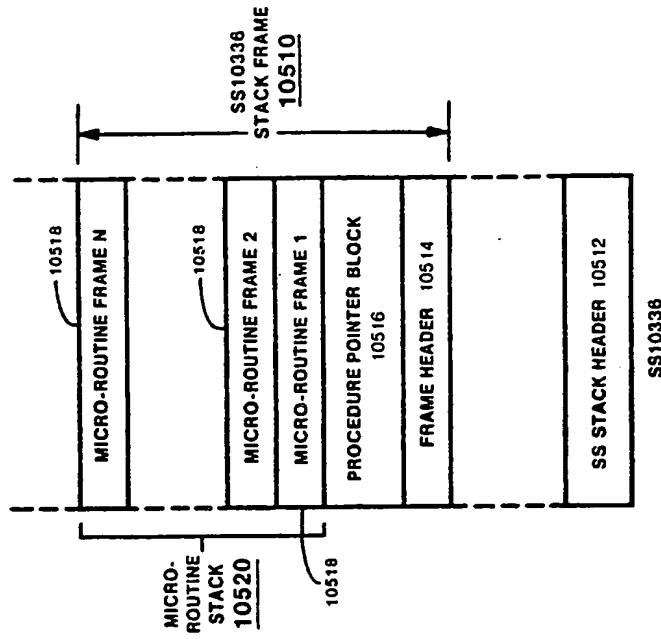 10518
MICRO-ROUTINE FRAME N
SS10336
STACK FRAME
10510
10518
MICRO-ROUTINE FRAME 2
MICRO-ROUTINE FRAME 1
MICRO-
ROUTINE
STACK
10520
10518
PROCEDURE POINTER BLOCK
10516
FRAME HEADER 10514
SS STACK HEADER 10512
SS10336